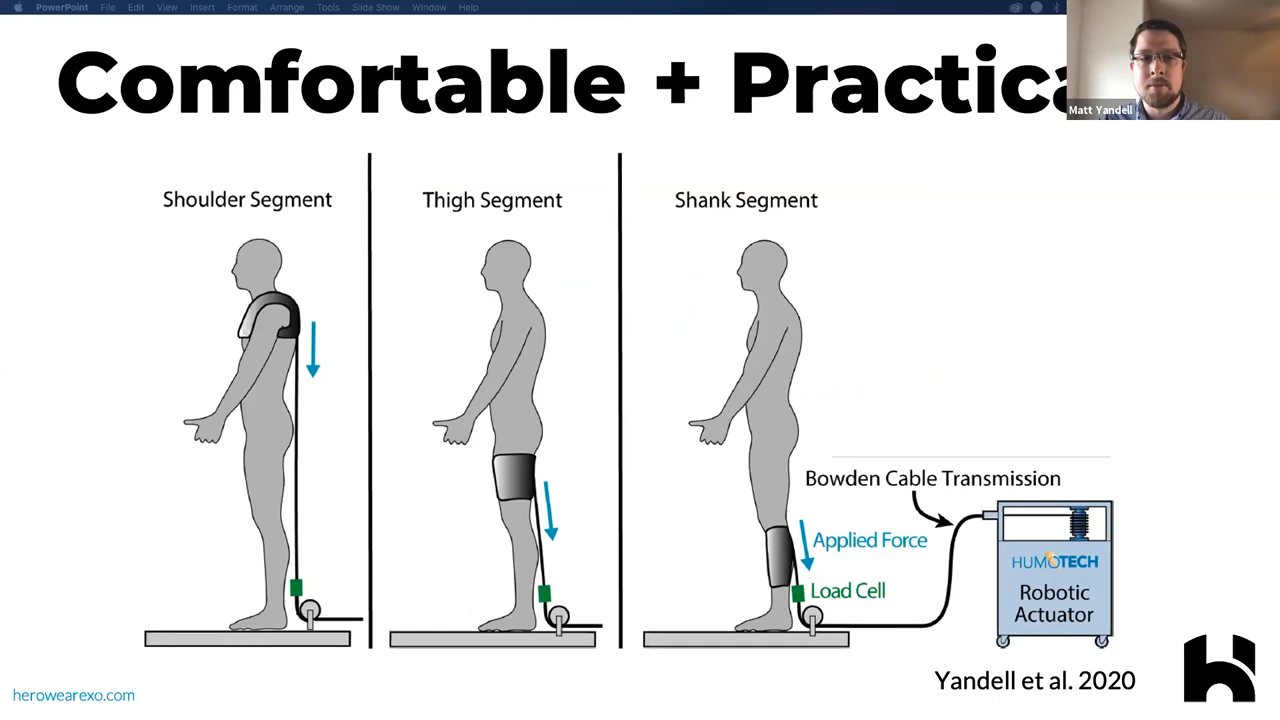 PowerPoint File Edit View Insert Format Arrange Tools Slide Show Window Help
Comfortable + Practica
Matt Yandell
Shoulder Segment
Thigh Segment
Shank Segment
Bowden Cable Transmission
Applied Force
Load Cell
HUMOTECH
Robotic
Actuator
Yandell et al. 2020
herowearexo.com